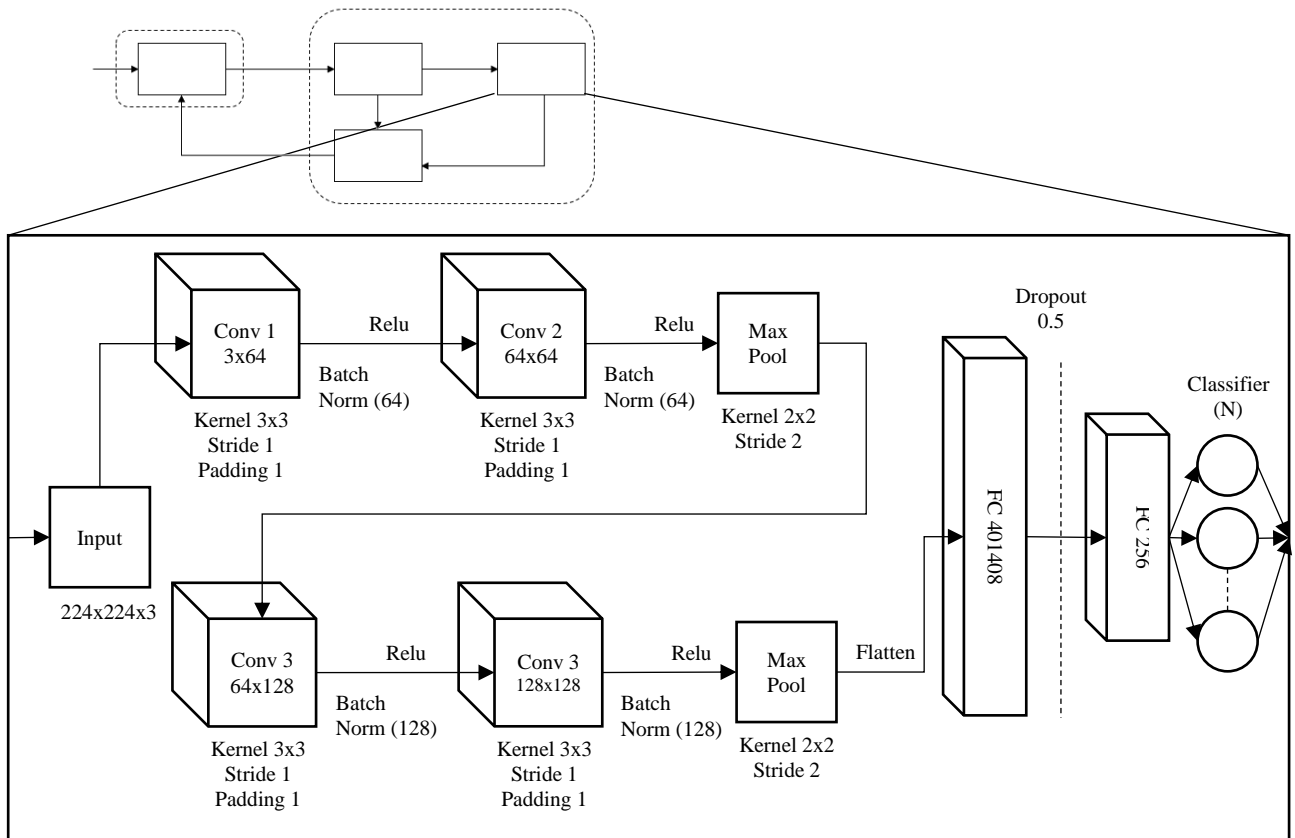 Conv 1
3x64
Relu
Batch
Norm (64)
Kernel 3x3
Stride 1
Padding 1
Conv 2
64x64
Relu
Batch
Norm (64)
Kernel 3x3
Stride 1
Padding 1
Max
Pool
Kernel 2x2
Stride 2
Input
224x224x3
Conv 3
64x128
Relu
Batch
Norm (128)
Kernel 3x3
Stride 1
Padding 1
Conv 3
128x128
Relu
Batch
Norm (128)
Kernel 3x3
Stride 1
Padding 1
Max
Pool
Kernel 2x2
Stride 2
Flatten
FC 401408
Dropout
0.5
FC 256
Classifier
(N)